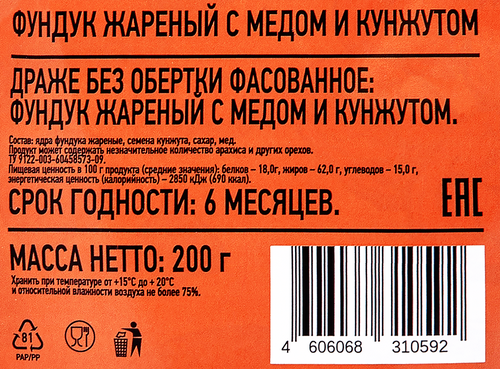 ФУНДУК ЖАРЕНЫЙ С МЕДОМ И КУНЖУТОМ
ДРАЖЕ БЕЗ ОБЕРТКИ ФАСОВАННОЕ:
ФУНДУК ЖАРЕНЫЙ С МЕДОМ И КУНЖУТОМ.
Состав: ядра фундука жареные, семена кунжута, сахар, мед.
Продукт может содержать незначительное количество арахиса и других орехов.
ТУ 9122-003-60458573-09.
Пищевая ценность в 100 г продукта (средние значения): белков – 18,0г, жиров – 62,0 г, углеводов – 15,0 г,
энергетическая ценность (калорийность) – 2850 кДж (690 ккал).
СРОК ГОДНОСТИ: 6 МЕСЯЦЕВ.
EAC
МАССА НЕТТО: 200 г
Хранить при температуре от +15°С до + 20°С
и относительной влажности воздуха не более 75%.
81
PAP/PP
4 606068 310592